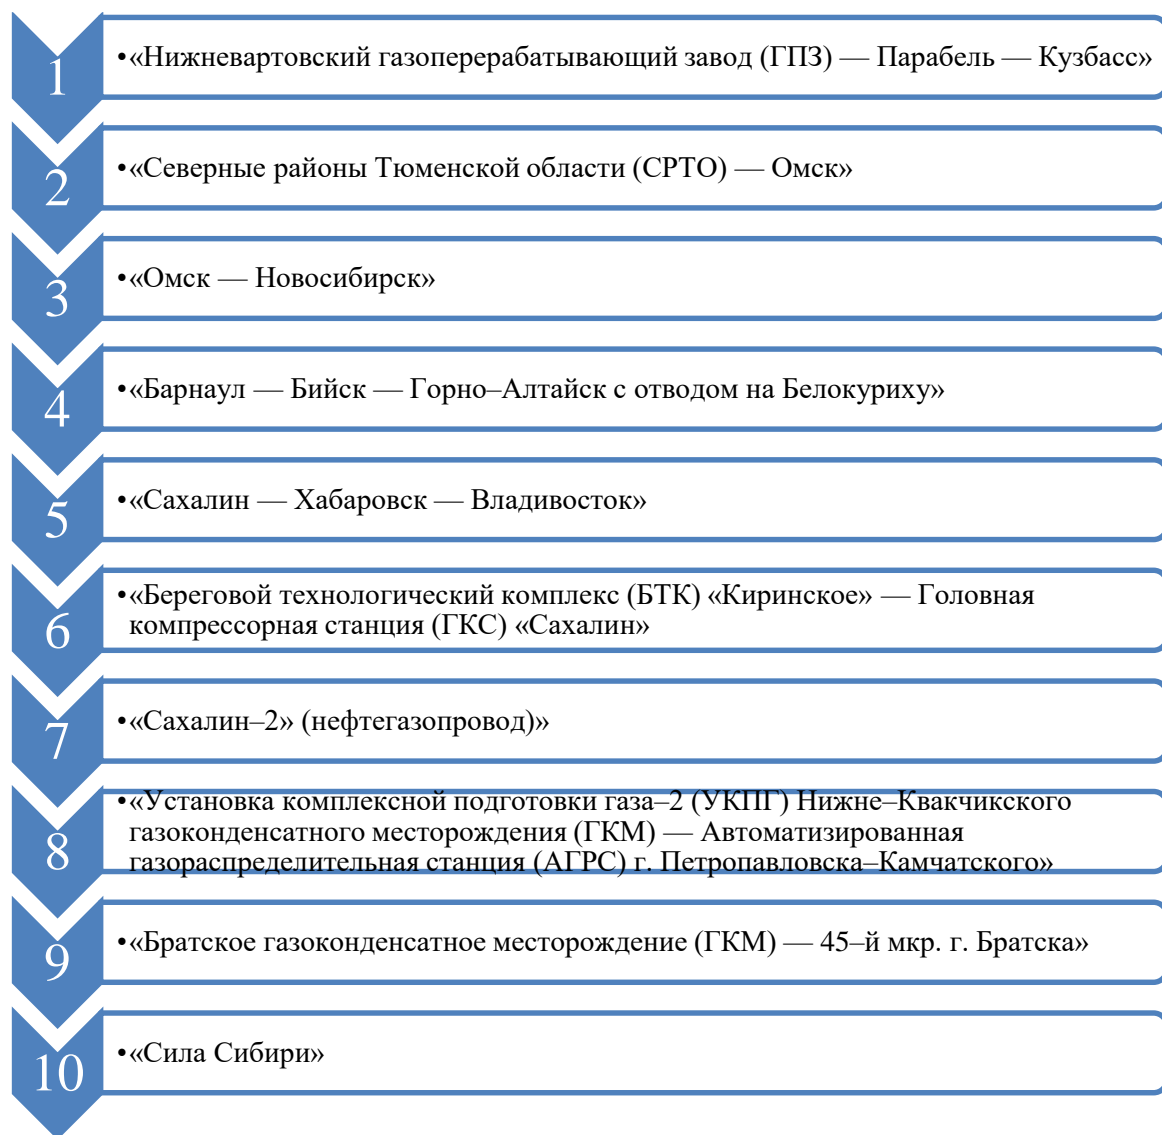 1
•«Нижневартовский газоперерабатывающий завод (ГПЗ) — Парабель — Кузбасс»
2
•«Северные районы Тюменской области (СРТО) — Омск»
3
•«Омск — Новосибирск»
4
•«Барнаул — Бийск — Горно–Алтайск с отводом на Белокуриху»
5
•«Сахалин — Хабаровск — Владивосток»
6
•«Береговой технологический комплекс (БТК) «Киринское» — Головная
компрессорная станция (ГКС) «Сахалин»
7
•«Сахалин–2» (нефтегазопровод)»
8
•«Установка комплексной подготовки газа–2 (УКПГ) Нижне–Квакчикского
газоконденсатного месторождения (ГКМ) — Автоматизированная
газораспределительная станция (АГРС) г. Петропавловска–Камчатского»
9
•«Братское газоконденсатное месторождение (ГКМ) — 45–й мкр. г. Братска»
10
•«Сила Сибири»